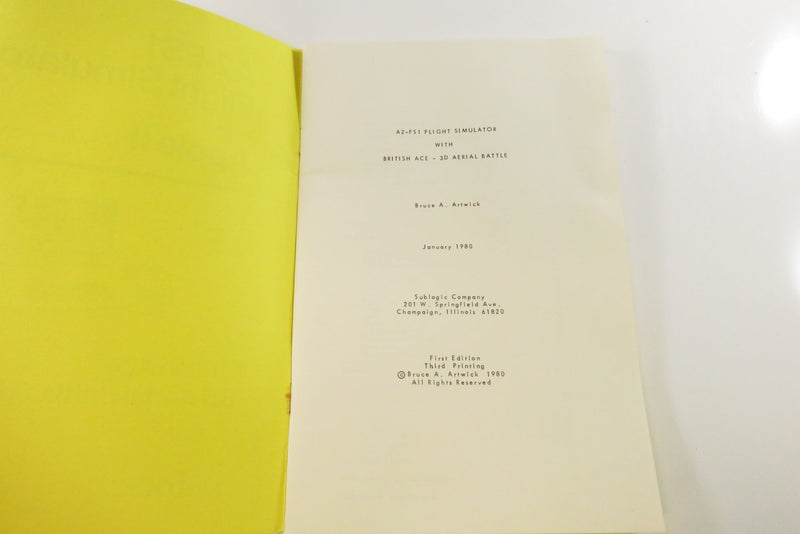 A2-FS1 FLIGHT SIMULATOR
WITH
BRITISH ACE - 3D AERIAL BATTLE
Bruce A. Artwick
January 1980
Sublogic Company
201 W. Springfield Ave.
Champaign, Illinois 61820
First Edition
Third Printing
©Bruce A. Artwick 1980
All Rights Reserved